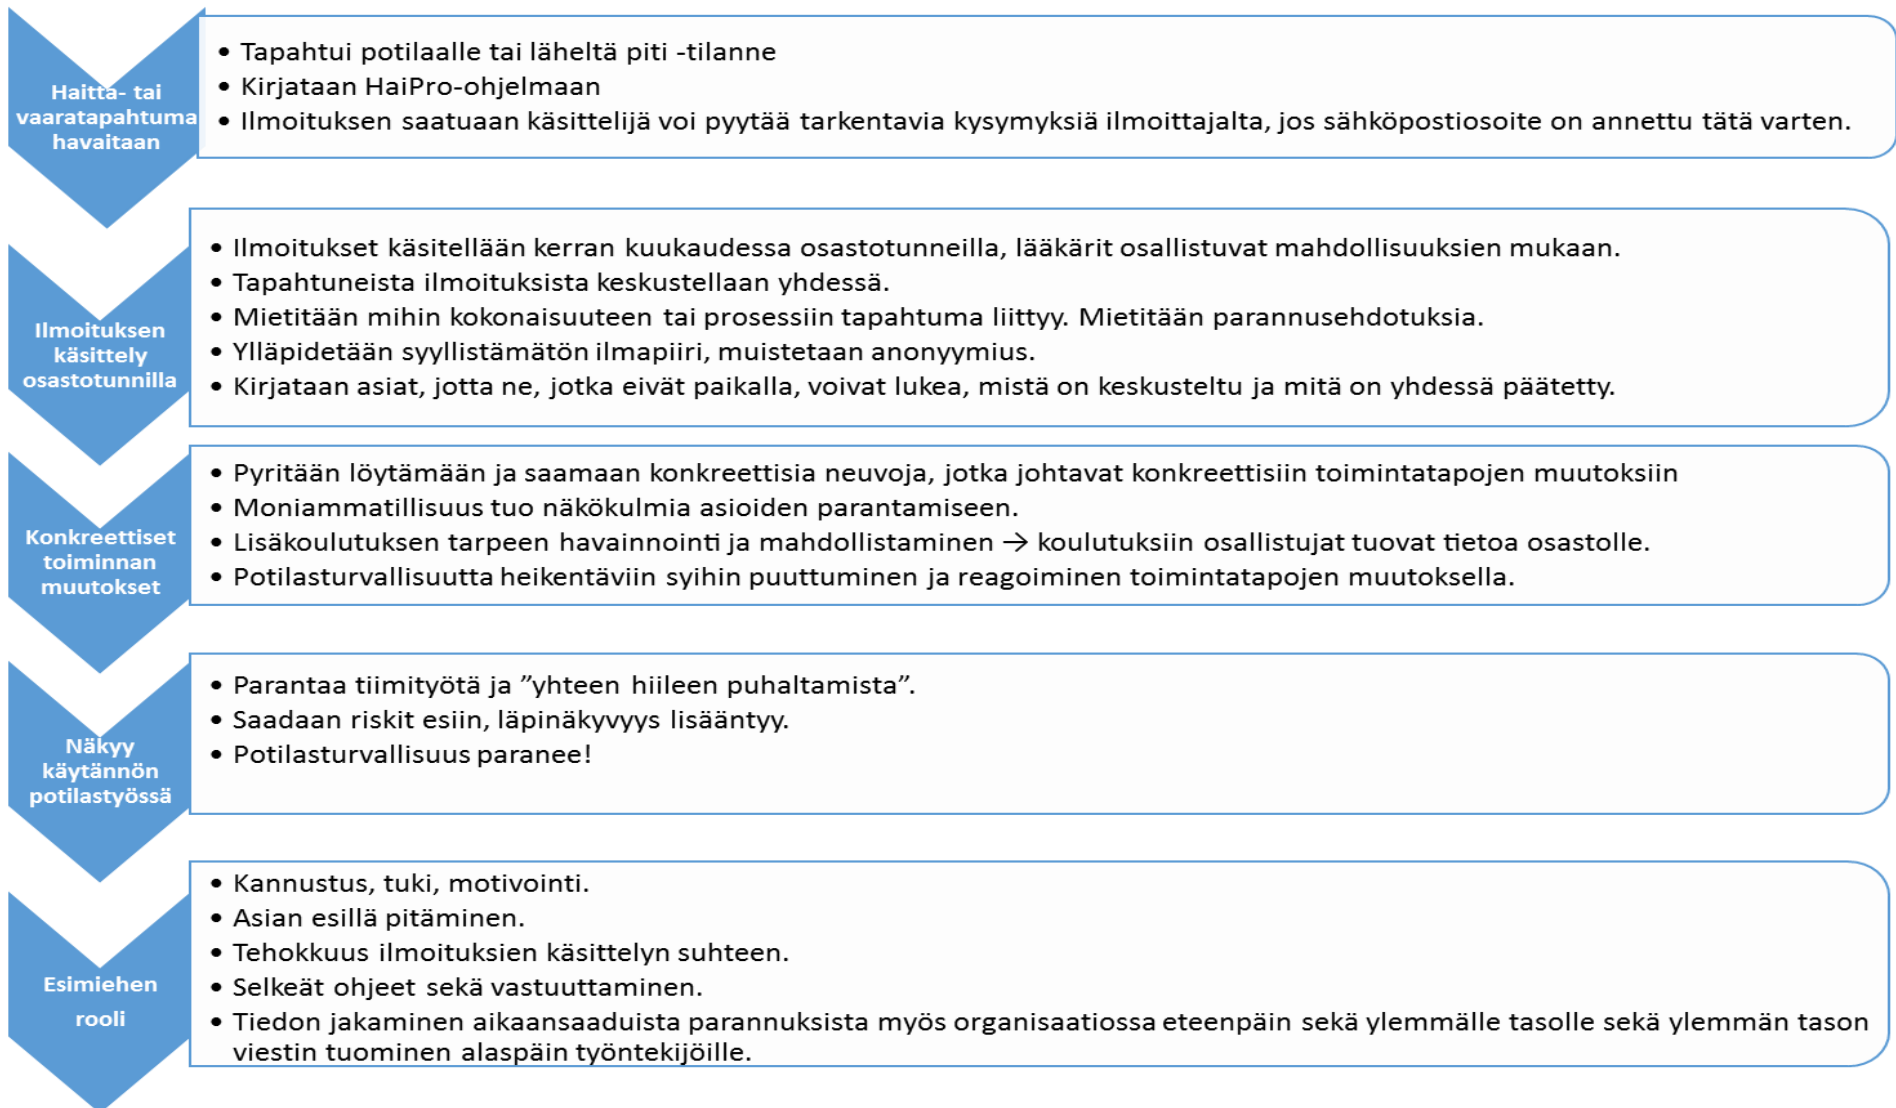 Haitta- tai
vaaratapahtuma
havaitaan
• Tapahtui potilaalle tai läheltä piti -tilanne
• Kirjataan HaiPro-ohjelmaan
• Ilmoituksen saatuaan käsittelijä voi pyytää tarkentavia kysymyksiä ilmoittajalta, jos sähköpostiosoite on annettu tätä varten.
Ilmoituksen
käsittely
osastotunnilla
• Ilmoitukset käsitellään kerran kuukaudessa osastotunneilla, lääkärit osallistuvat mahdollisuuksien mukaan.
• Tapahtuneista ilmoituksista keskustellaan yhdessä.
• Mietitään mihin kokonaisuuteen tai prosessiin tapahtuma liittyy. Mietitään parannusehdotuksia.
• Ylläpidetään syyllistämätön ilmapiiri, muistetaan anonyymius.
• Kirjataan asiat, jotta ne, jotka eivät paikalla, voivat lukea, mistä on keskusteltu ja mitä on yhdessä päätetty.
Konkreettiset
toiminnan
muutokset
• Pyritään löytämään ja saamaan konkreettisia neuvoja, jotka johtavat konkreettisiin toimintatapojen muutoksiin
• Moniammatillisuus tuo näkökulmia asioiden parantamiseen.
• Lisäkoulutuksen tarpeen havainnointi ja mahdollistaminen → koulutuksiin osallistujat tuovat tietoa osastolle.
• Potilasturvallisuutta heikentäviin syihin puuttuminen ja reagoiminen toimintatapojen muutoksella.
Näkyy
käytännön
potilastyössä
• Parantaa tiimityötä ja ”yhteen hiileen puhaltamista”.
• Saadaan riskit esiin, läpinäkyvyys lisääntyy.
• Potilasturvallisuus paranee!
Esimiehen
rooli
• Kannustus, tuki, motivointi.
• Asian esillä pitäminen.
• Tehokkuus ilmoituksien käsittelyn suhteen.
• Selkeät ohjeet sekä vastuuttaminen.
• Tiedon jakaminen aikaansaaduista parannuksista myös organisaatiossa eteenpäin sekä ylemmälle tasolle sekä ylemmän tason
viestin tuominen alaspäin työntekijöille.